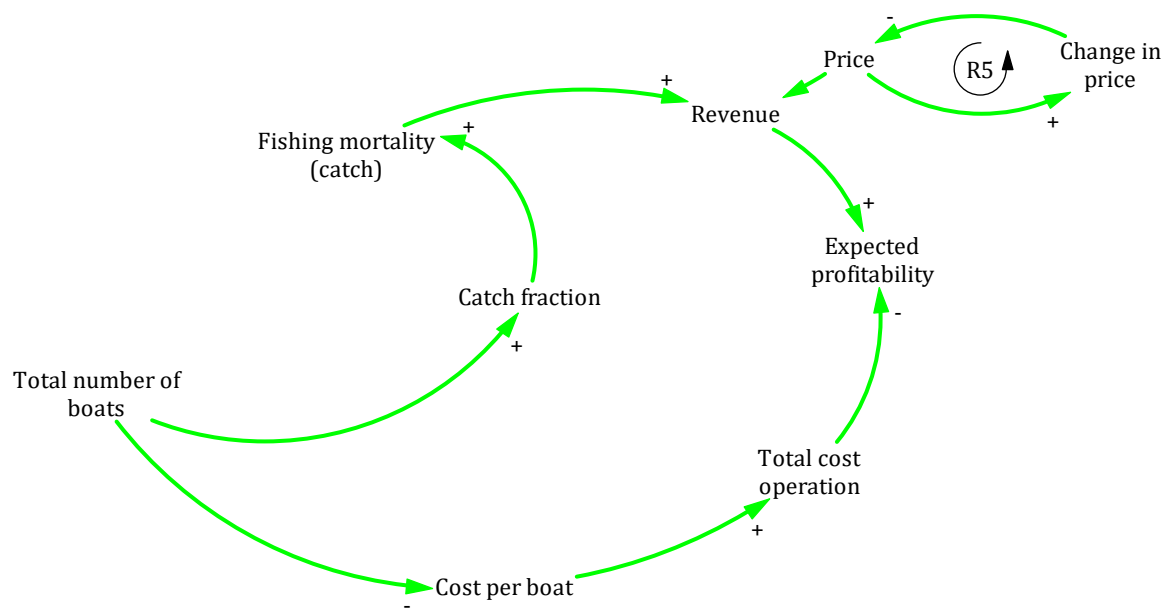 -
Price
Change in
price
R5
+
+
Revenue
+
Fishing mortality
(catch)
+
Expected
profitability
-
Catch fraction
+
Total number of
boats
Total cost
operation
+
Cost per boat
-